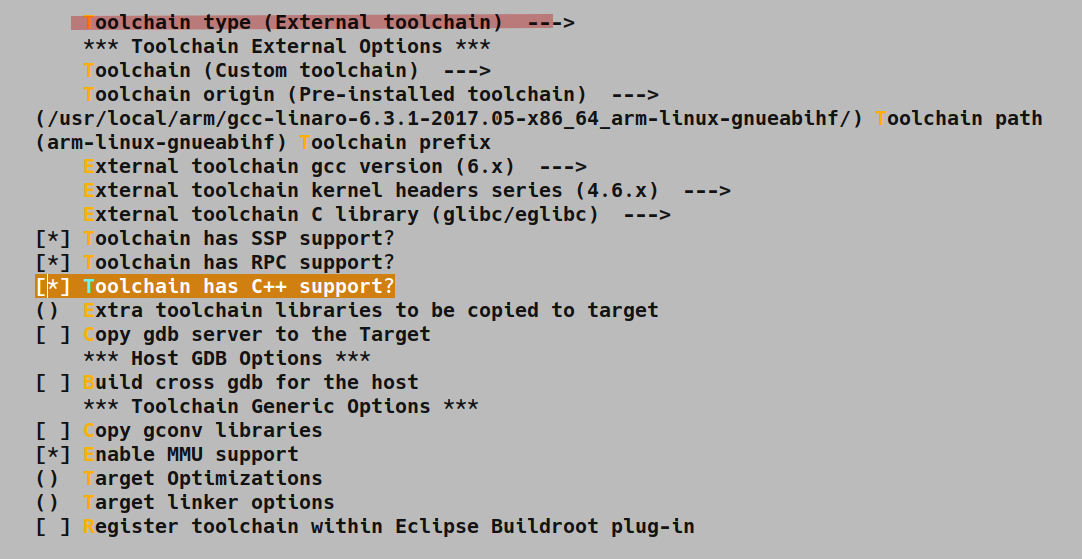 Toolchain type (External toolchain)  --->
*** Toolchain External Options ***
Toolchain (Custom toolchain)  --->
Toolchain origin (Pre-installed toolchain)  --->
(/usr/local/arm/gcc-linaro-6.3.1-2017.05-x86_64_arm-linux-gnueabihf/) Toolchain path
(arm-linux-gnueabihf) Toolchain prefix
External toolchain gcc version (6.x)  --->
External toolchain kernel headers series (4.6.x)  --->
External toolchain C library (glibc/eglibc)  --->
[*] Toolchain has SSP support?
[*] Toolchain has RPC support?
[*] Toolchain has C++ support?
()  Extra toolchain libraries to be copied to target
[ ] Copy gdb server to the Target
*** Host GDB Options ***
[ ] Build cross gdb for the host
*** Toolchain Generic Options ***
[ ] Copy gconv libraries
[*] Enable MMU support
()  Target Optimizations
()  Target linker options
[ ] Register toolchain within Eclipse Buildroot plug-in